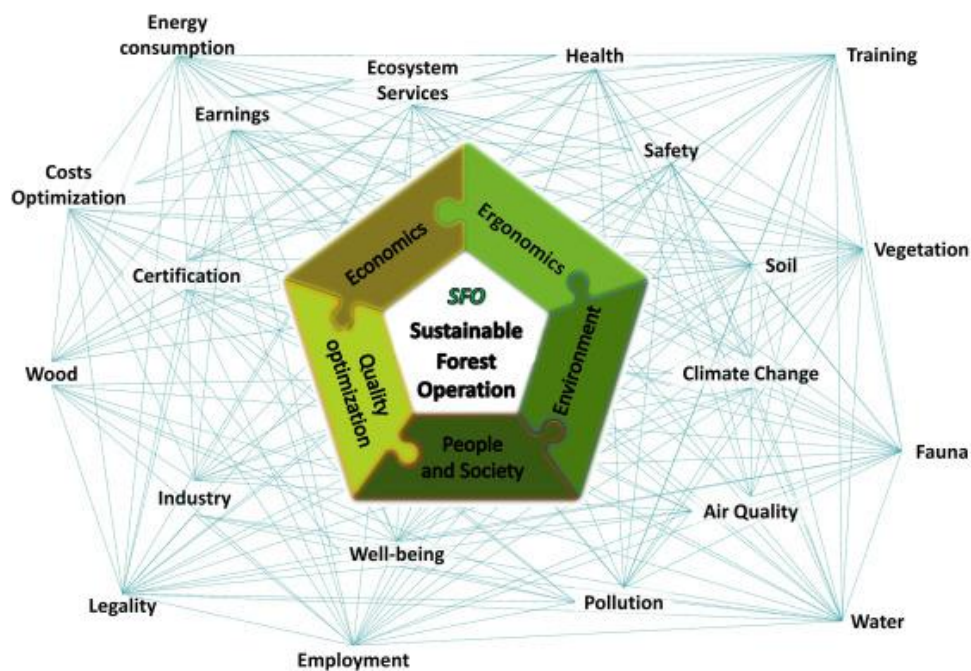 Energy
consumption
Health
Training
Ecosystem
Services
Earnings
Safety
Costs
Optimization
Economics
Ergonomics
Vegetation
Certification
Soil
SFO
Sustainable
Forest
Operation
Wood
Quality
optimization
Environment
Climate Change
People
and Society
Fauna
Industry
Air Quality
Well-being
Legality
Pollution
Water
Employment